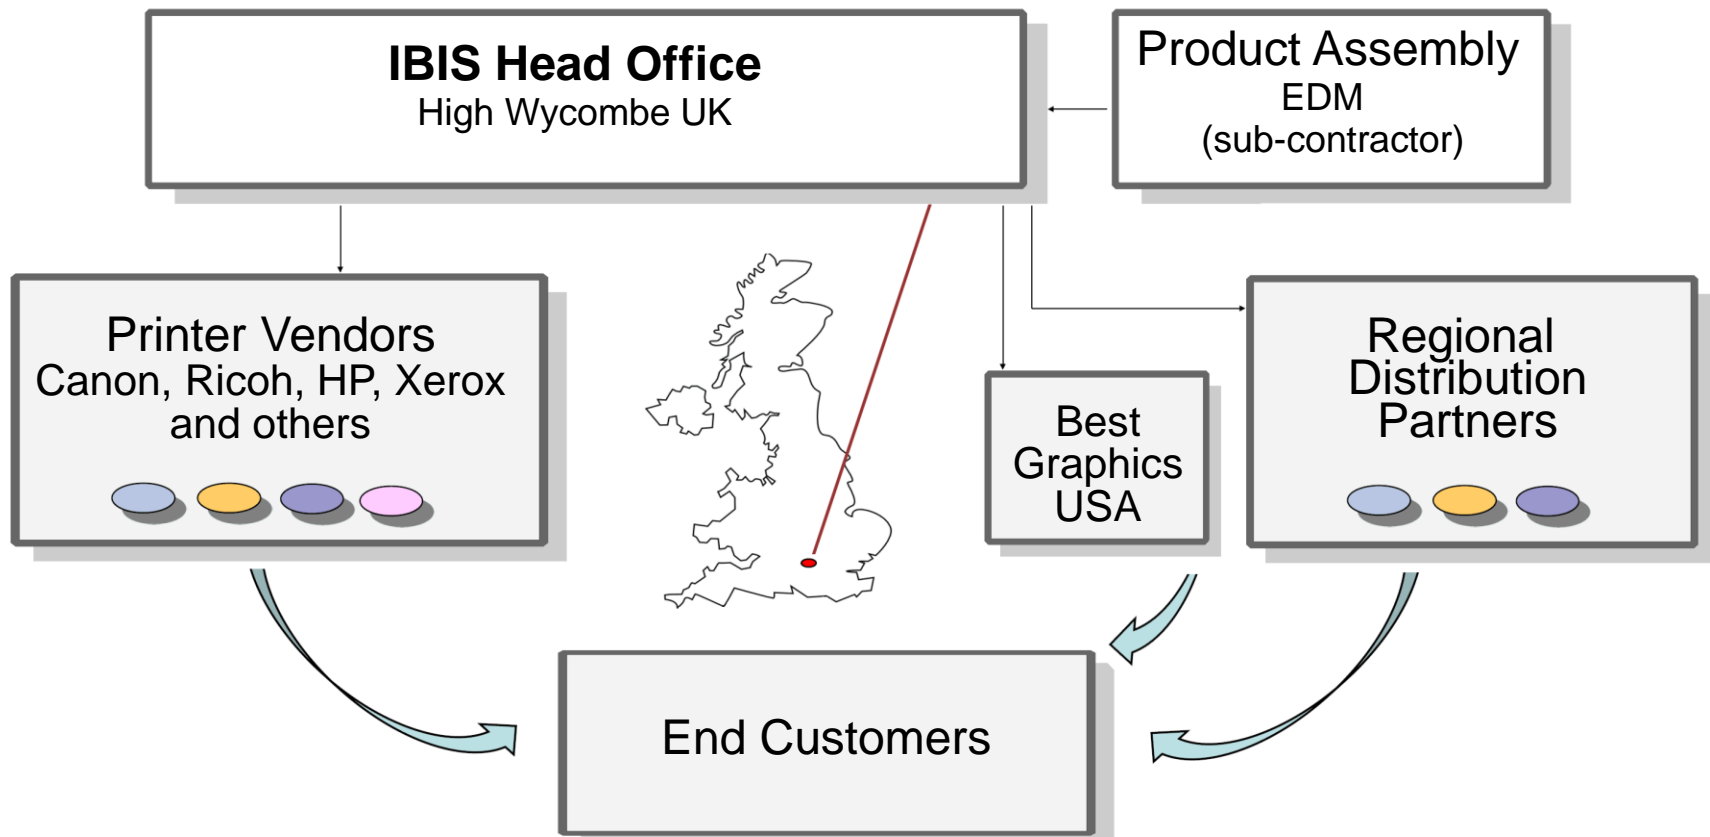 IBIS Head Office
High Wycombe UK
Product Assembly
EDM
(sub-contractor)
Printer Vendors
Canon, Ricoh, HP, Xerox
and others
Best
Graphics
USA
Regional
Distribution
Partners
End Customers